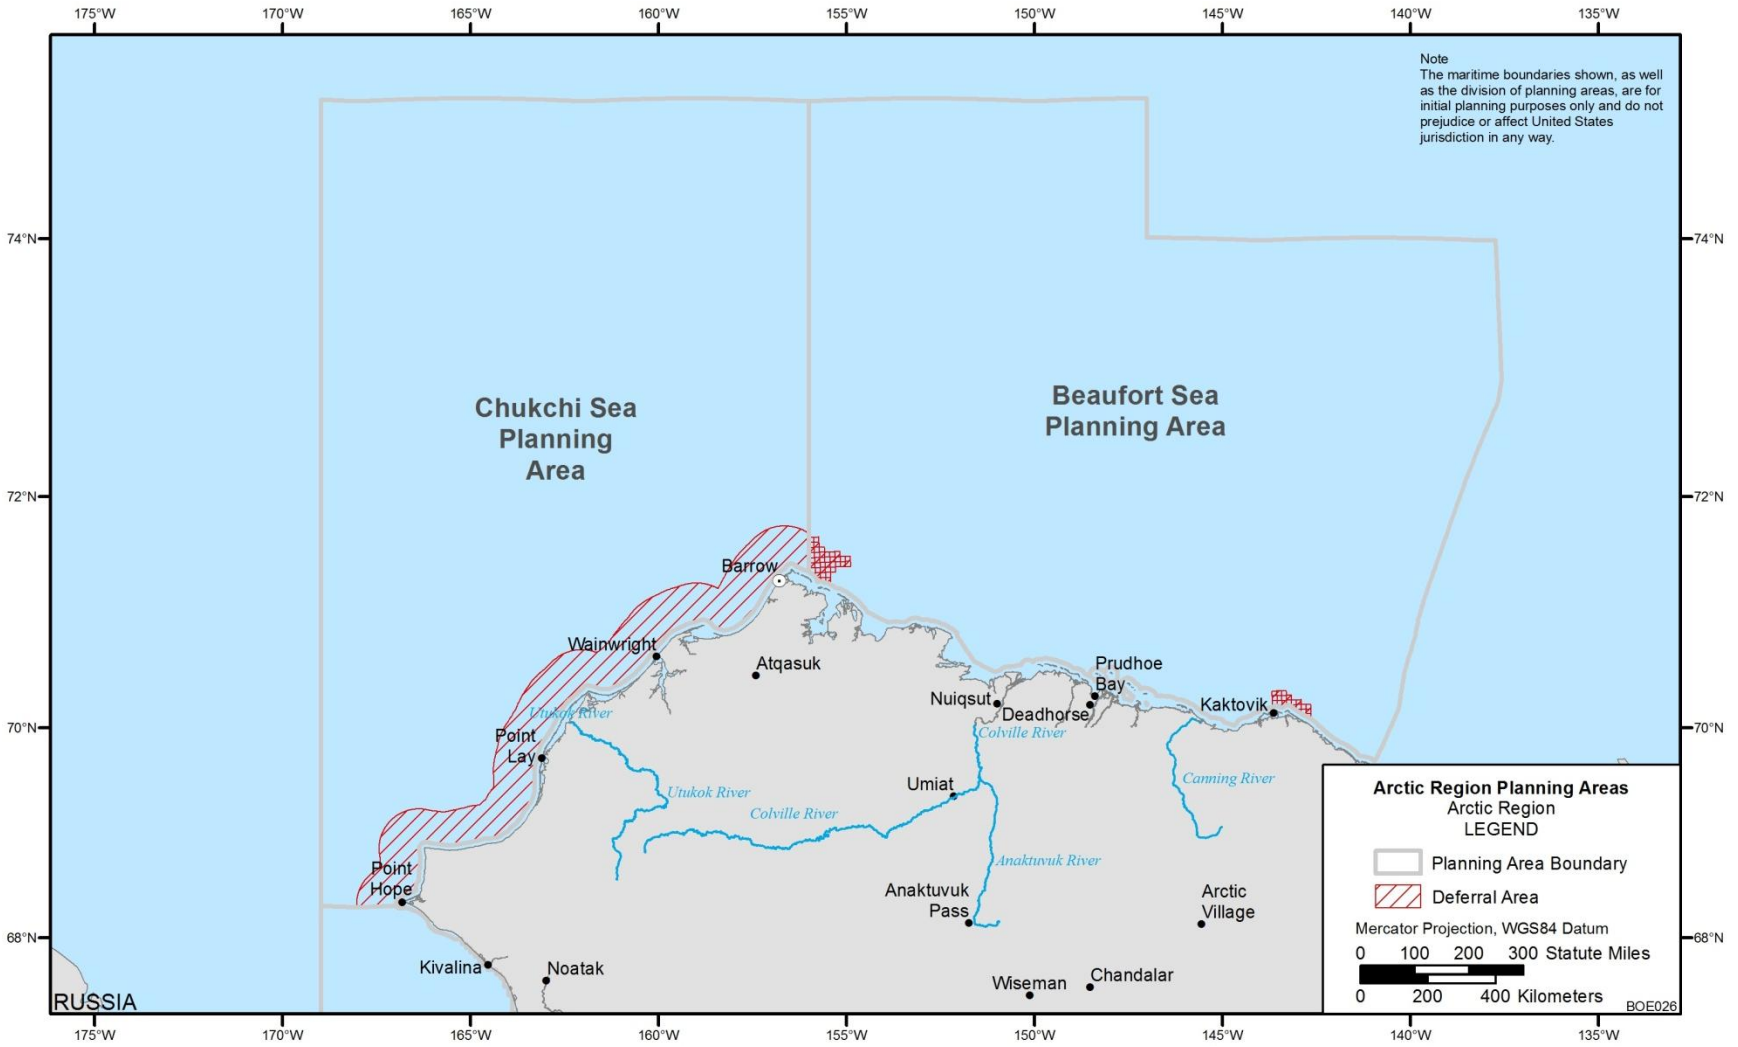 175°W 170°W 165°W 160°W 155°W 150°W 145°W 140°W 135°W
Note
The maritime boundaries shown, as well
as the division of planning areas, are for
initial planning purposes only and do not
prejudice or affect United States
jurisdiction in any way.
74°N 74°N
Chukchi Sea
Planning
Area
Beaufort Sea
Planning Area
72°N 72°N
Barrow
Wainwright
Atqasuk
Prudhoe
Bay
Nuiqsut
Deadhorse
Kaktovik
Utukok River
70°N 70°N
Colville River
Point
Lay
Umiat
Canning River
Utukok River
Colville River
Anaktuvuk River
Point
Hope
Anaktuvuk
Pass
Arctic
Village
68°N 68°N
Kivalina
Noatak
Wiseman
Chandalar
RUSSIA
Arctic Region Planning Areas
Arctic Region
LEGEND
Planning Area Boundary
Deferral Area
Mercator Projection, WGS84 Datum
0 100 200 300 Statute Miles
0 200 400 Kilometers
BOE026
175°W 170°W 165°W 160°W 155°W 150°W 145°W 140°W 135°W